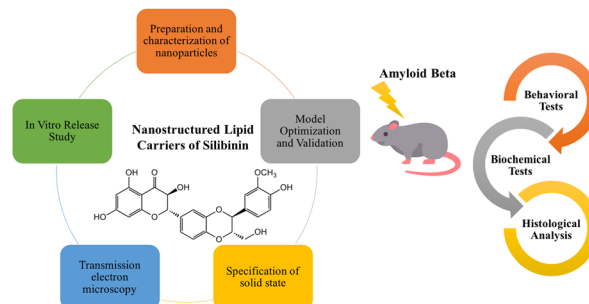 Preparation and
characterization of
nanoparticles
In Vitro Release
Study
Nanostructured Lipid
Carriers of Silibinin
Model
Optimization and
Validation
Transmission
electron
microscopy
Specification of
solid state
OH
O
OH
HO
O
O
O
OCH₃
OH
OH
Amyloid Beta
Behavioral
Tests
Biochemical
Tests
Histological
Analysis